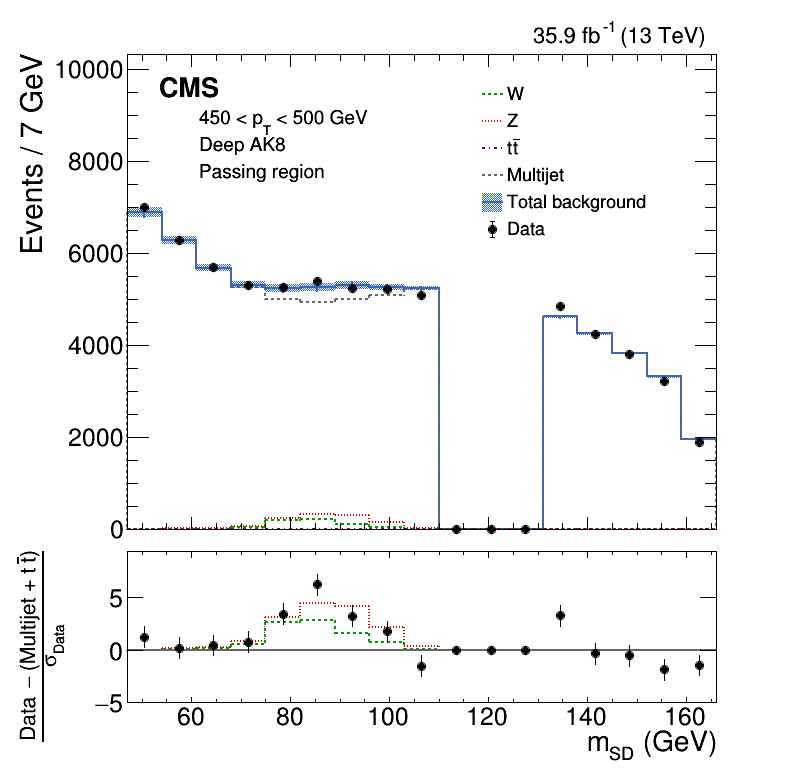 35.9 fb⁻¹ (13 TeV)
Events / 7 GeV
10000
8000
6000
4000
2000
0
CMS
450 < p_T < 500 GeV
Deep AK8
Passing region
W
Z
tt̄
Multijet
Total background
Data
Data − (Multijet + t t̄)
σ_Data
5
0
−5
60 80 100 120 140 160
m_SD (GeV)